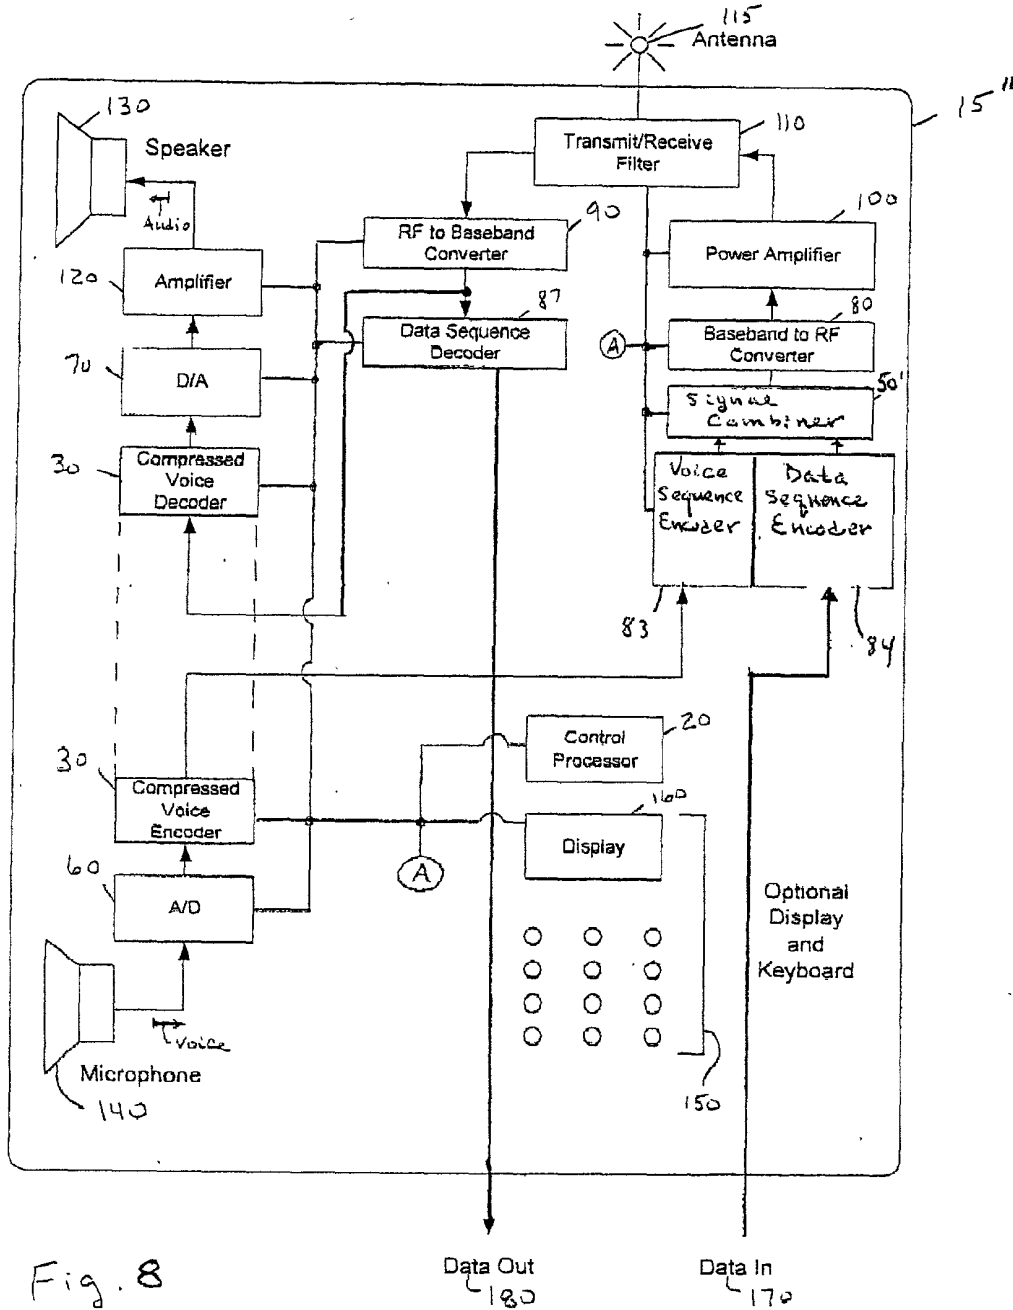 115
Antenna
15"
130
Speaker
Audio
Transmit/Receive
Filter
110
90
RF to Baseband
Converter
100
Power Amplifier
120
Amplifier
87
Data Sequence
Decoder
80
Baseband to RF
Converter
A
70
D/A
50'
Signal
Combiner
30
Compressed
Voice
Decoder
Voice
Sequence
Encoder
Data
Sequence
Encoder
83
84
20
Control
Processor
30
Compressed
Voice
Encoder
160
Display
A
60
A/D
Optional
Display
and
Keyboard
Voice
Microphone
140
150
Fig. 8
Data Out
180
Data In
170